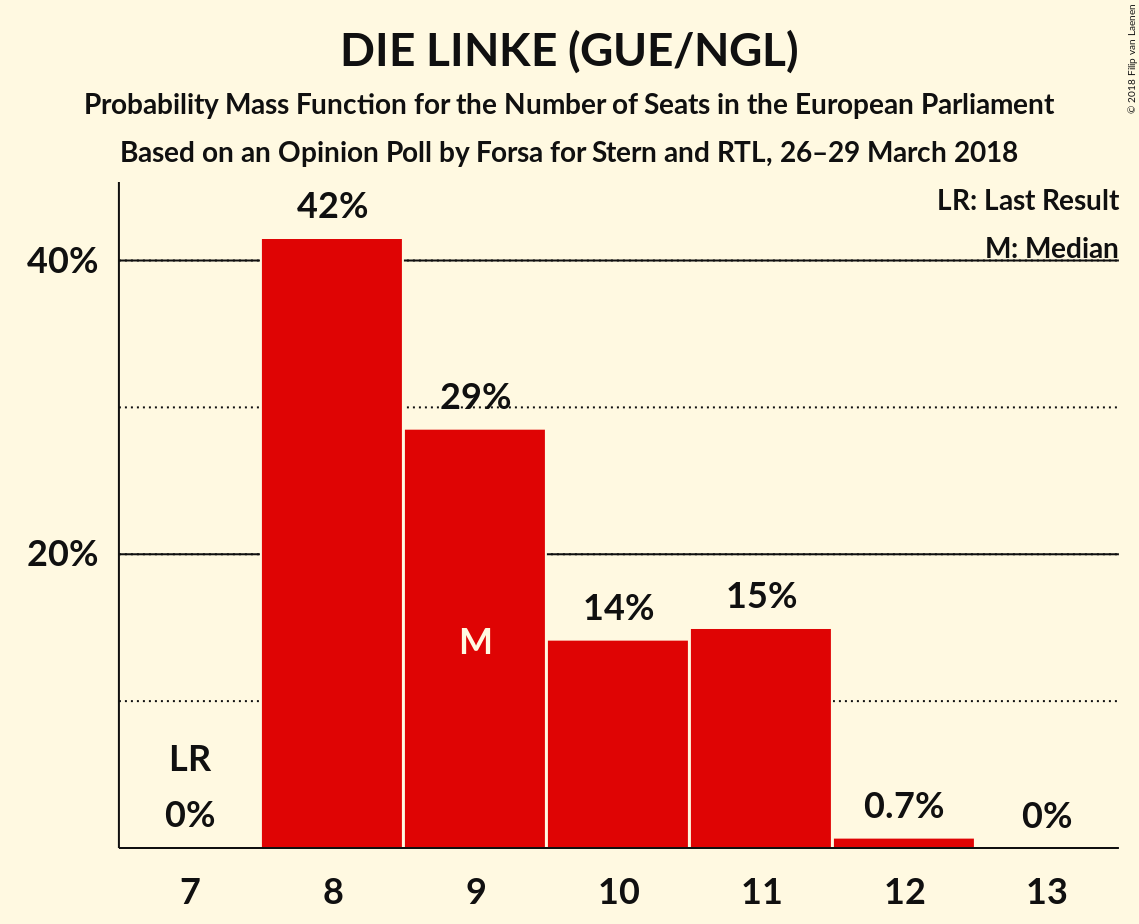 DIE LINKE (GUE/NGL)
Probability Mass Function for the Number of Seats in the European Parliament
Based on an Opinion Poll by Forsa for Stern and RTL, 26–29 March 2018
© 2018 Filip van Laenen
LR: Last Result
M: Median
42%
40%
29%
20%
15%
14%
M
LR
0%
0.7%
0%
7 8 9 10 11 12 13